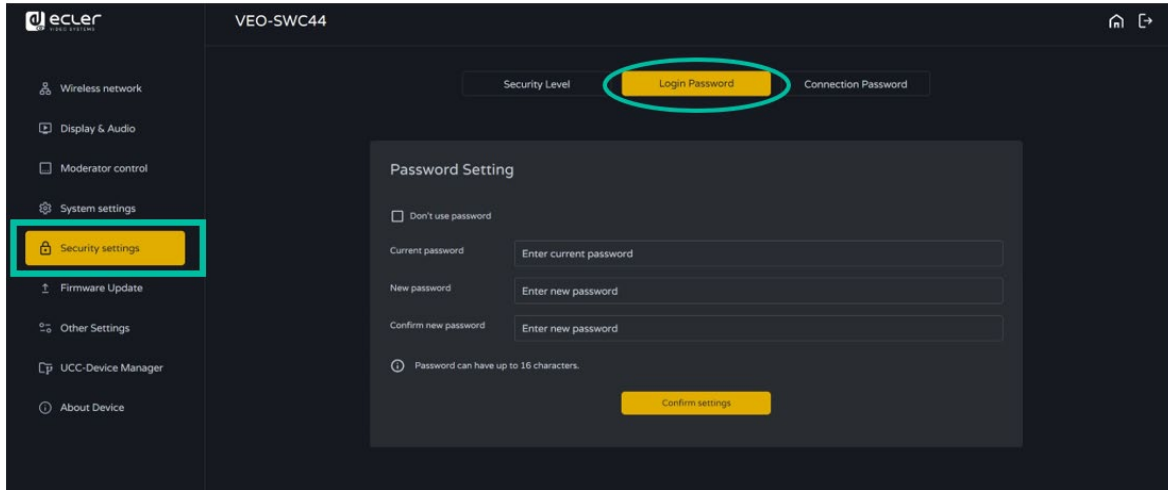 ecler
VIDEO SYSTEMS
VEO-SWC44
Wireless network
Display & Audio
Moderator control
System settings
Security settings
Firmware Update
Other Settings
UCC-Device Manager
About Device
Security Level
Login Password
Connection Password
Password Setting
Don't use password
Current password
Enter current password
New password
Enter new password
Confirm new password
Enter new password
Password can have up to 16 characters.
Confirm settings